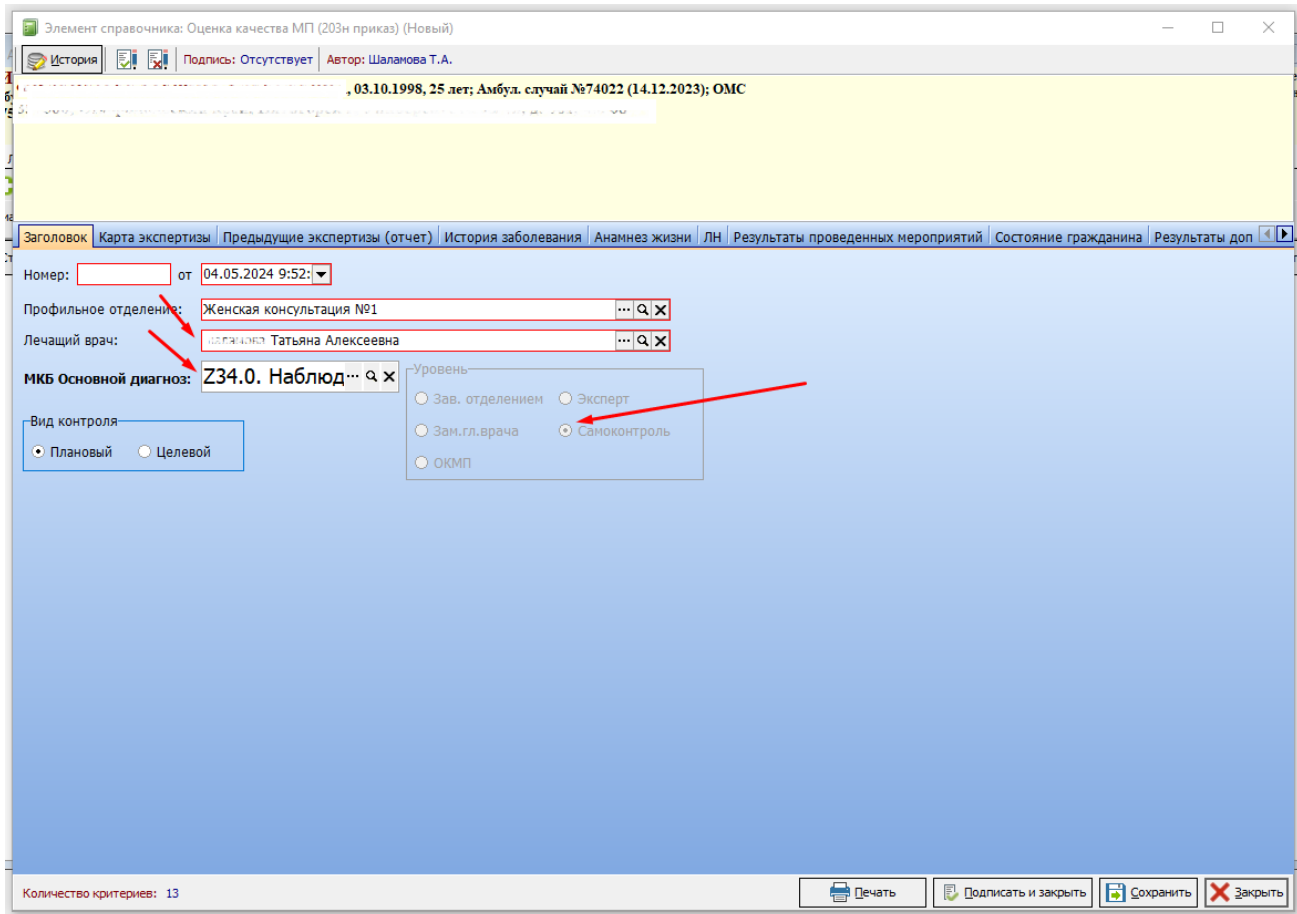 Элемент справочника: Оценка качества МП (203н приказ) (Новый)
История Подпись: Отсутствует Автор: Шаламова Т.А.
, 03.10.1998, 25 лет; Амбул. случай №74022 (14.12.2023); ОМС
Заголовок Карта экспертизы Предыдущие экспертизы (отчет) История заболевания Анамнез жизни ЛН Результаты проведенных мероприятий Состояние гражданина Результаты доп
Номер: от 04.05.2024 9:52:
Профильное отделение: Женская консультация №1
Лечащий врач: Татьяна Алексеевна
МКБ Основной диагноз: Z34.0. Наблюд
Уровень
Зав. отделением Эксперт
Вид контроля
Зам.гл.врача Самоконтроль
Плановый Целевой
ОКМП
Количество критериев: 13
Печать Подписать и закрыть Сохранить Закрыть